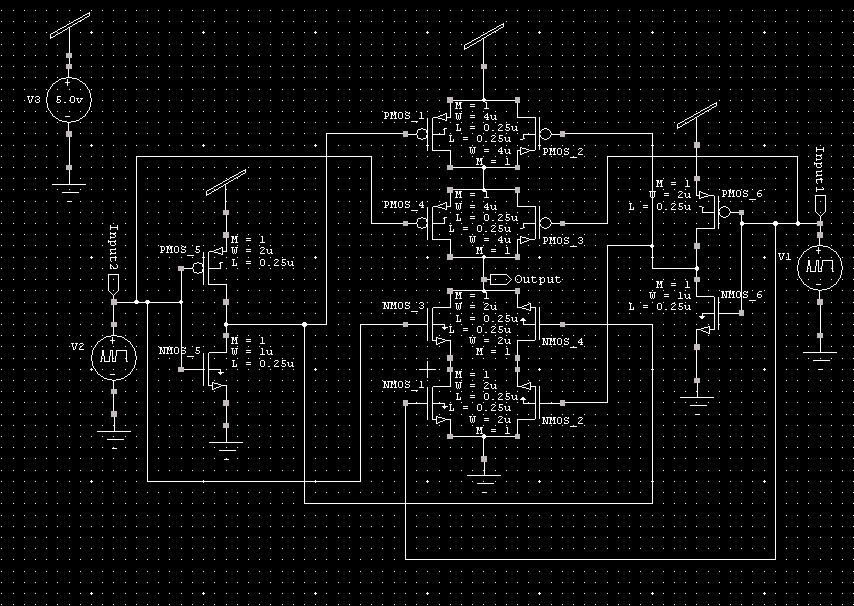 V3
5.0v
PMOS_1
M = 1
W = 4u
L = 0.25u
L = 0.25u
W = 4u
M = 1
PMOS_2
Input1
PMOS_4
M = 1
W = 4u
L = 0.25u
L = 0.25u
W = 4u
M = 1
PMOS_3
M = 1
W = 2u
L = 0.25u
PMOS_6
Input2
PMOS_5
M = 1
W = 2u
L = 0.25u
V1
Output
NMOS_3
M = 1
W = 2u
L = 0.25u
L = 0.25u
W = 2u
M = 1
NMOS_4
M = 1
W = 1u
L = 0.25u
NMOS_6
V2
NMOS_5
M = 1
W = 1u
L = 0.25u
NMOS_1
M = 1
W = 2u
L = 0.25u
L = 0.25u
W = 2u
M = 1
NMOS_2